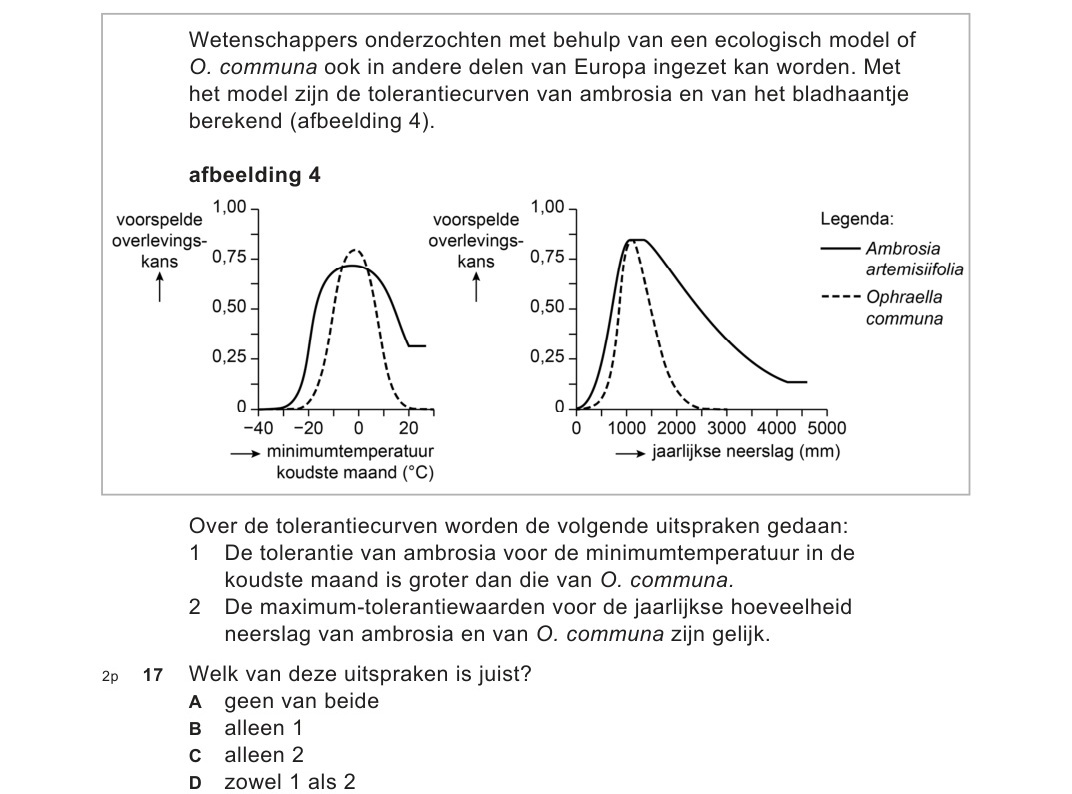 Wetenschappers onderzochten met behulp van een ecologisch model of
O. communa ook in andere delen van Europa ingezet kan worden. Met
het model zijn de tolerantiecurven van ambrosia en van het bladhaantje
berekend (afbeelding 4).
afbeelding 4
voorspelde
overlevings-
kans
1,00
0,75
0,50
0,25
0
−40 −20 0 20
minimumtemperatuur
koudste maand (°C)
voorspelde
overlevings-
kans
1,00
0,75
0,50
0,25
0
0 1000 2000 3000 4000 5000
jaarlijkse neerslag (mm)
Legenda:
Ambrosia
artemisiifolia
Ophraella
communa
Over de tolerantiecurven worden de volgende uitspraken gedaan:
1 De tolerantie van ambrosia voor de minimumtemperatuur in de
koudste maand is groter dan die van O. communa.
2 De maximum-tolerantiewaarden voor de jaarlijkse hoeveelheid
neerslag van ambrosia en van O. communa zijn gelijk.
2p 17 Welk van deze uitspraken is juist?
A geen van beide
B alleen 1
C alleen 2
D zowel 1 als 2